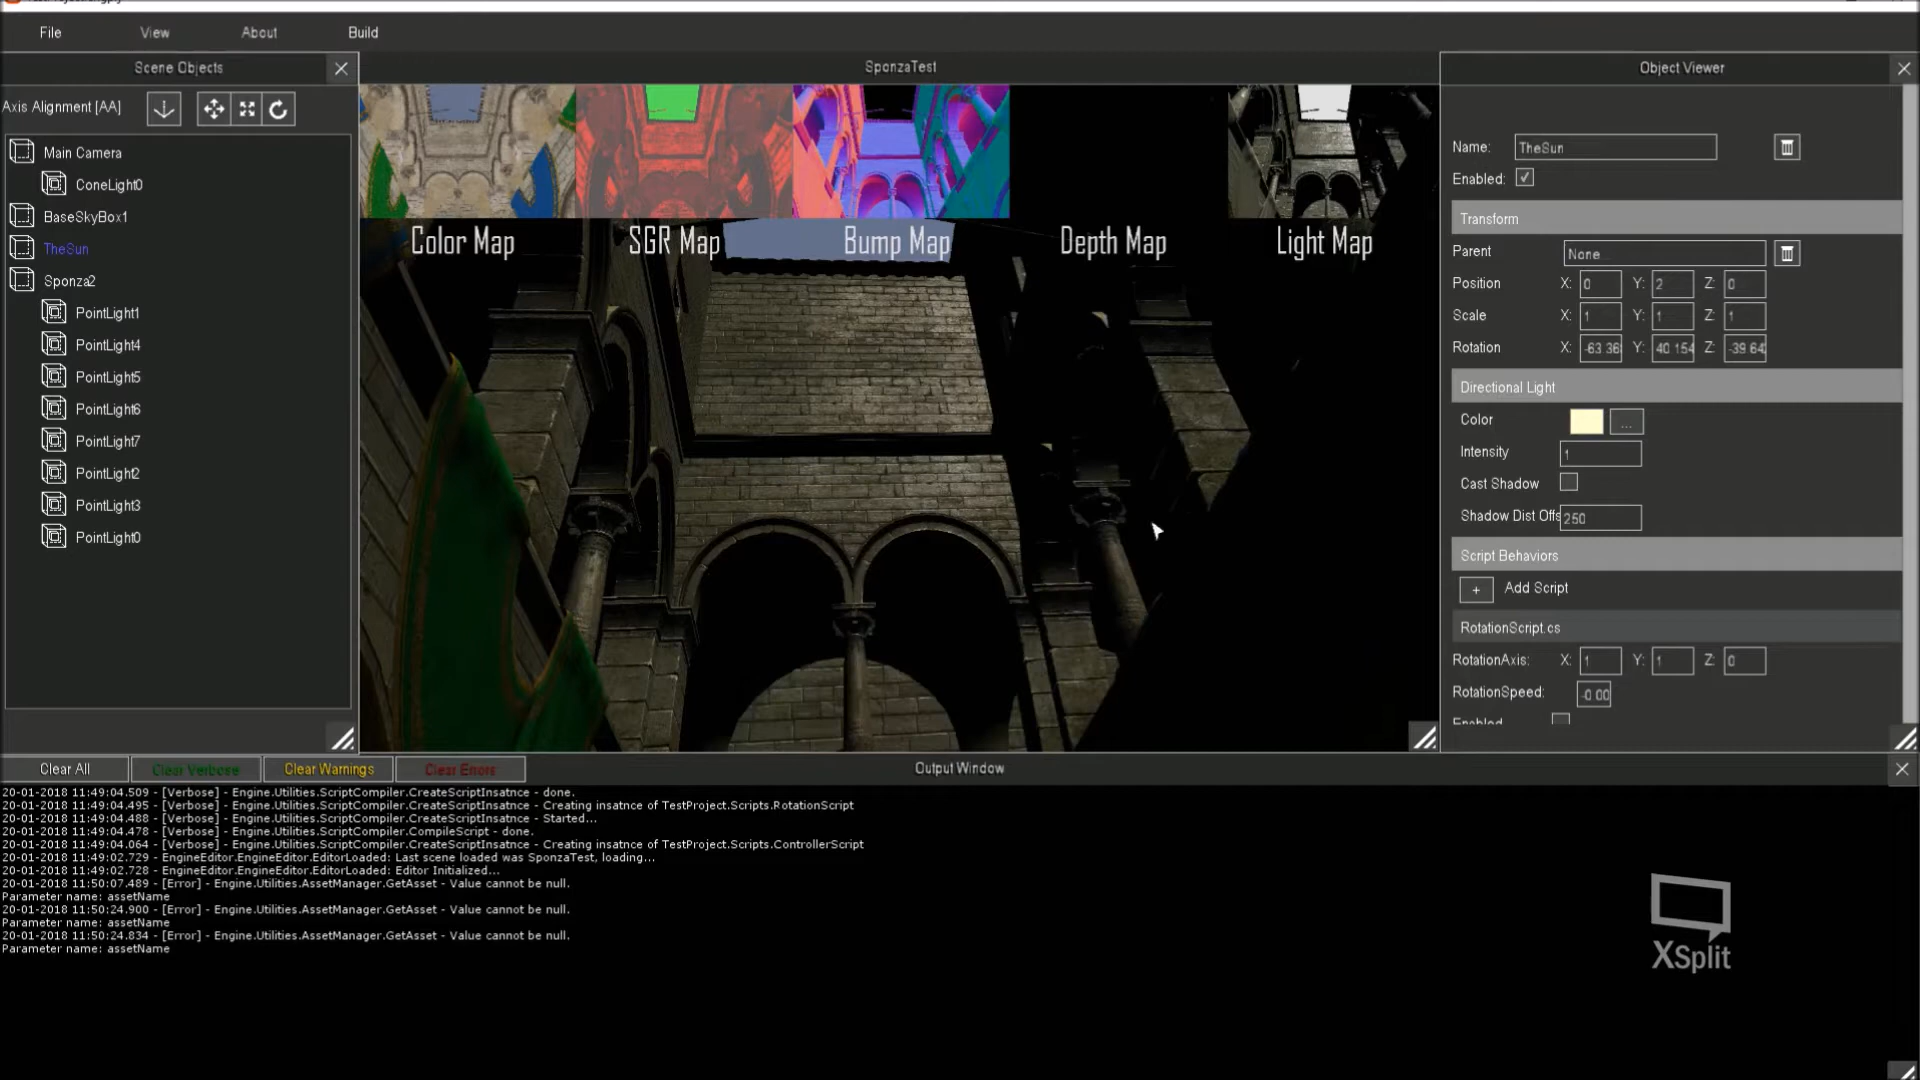 File View About Build
Scene Objects
SponzaTest
Object Viewer
Axis Alignment [AA]
Main Camera
ConeLight0
BaseSkyBox1
TheSun
Sponza2
PointLight1
PointLight4
PointLight5
PointLight6
PointLight7
PointLight2
PointLight3
PointLight0
Color Map SGR Map Bump Map Depth Map Light Map
Name: TheSun
Enabled:
Transform
Parent None
Position X: 0 Y: 2 Z: 0
Scale X: 1 Y: 1 Z: 1
Rotation X: -63.36 Y: 40.154 Z: -39.64
Directional Light
Color ...
Intensity 1
Cast Shadow
Shadow Dist Offs 250
Script Behaviors
+ Add Script
RotationScript.cs
RotationAxis: X: 1 Y: 1 Z: 0
RotationSpeed: -0.00
Enabled
Clear All Clear Verbose Clear Warnings Clear Errors Output Window
20-01-2018 11:49:04.509 - [Verbose] - Engine.Utilities.ScriptCompiler.CreateScriptInsatnce - done.
20-01-2018 11:49:04.495 - [Verbose] - Engine.Utilities.ScriptCompiler.CreateScriptInsatnce - Creating insatnce of TestProject.Scripts.RotationScript
20-01-2018 11:49:04.488 - [Verbose] - Engine.Utilities.ScriptCompiler.CreateScriptInsatnce - Started...
20-01-2018 11:49:04.478 - [Verbose] - Engine.Utilities.ScriptCompiler.CompileScript - done.
20-01-2018 11:49:04.064 - [Verbose] - Engine.Utilities.ScriptCompiler.CreateScriptInsatnce - Creating insatnce of TestProject.Scripts.ControllerScript
20-01-2018 11:49:02.729 - EngineEditor.EngineEditor.EditorLoaded: Last scene loaded was SponzaTest, loading...
20-01-2018 11:49:02.728 - EngineEditor.EngineEditor.EditorLoaded: Editor Initialized...
20-01-2018 11:50:07.489 - [Error] - Engine.Utilities.AssetManager.GetAsset - Value cannot be null.
Parameter name: assetName
20-01-2018 11:50:24.900 - [Error] - Engine.Utilities.AssetManager.GetAsset - Value cannot be null.
Parameter name: assetName
20-01-2018 11:50:24.834 - [Error] - Engine.Utilities.AssetManager.GetAsset - Value cannot be null.
Parameter name: assetName
XSplit